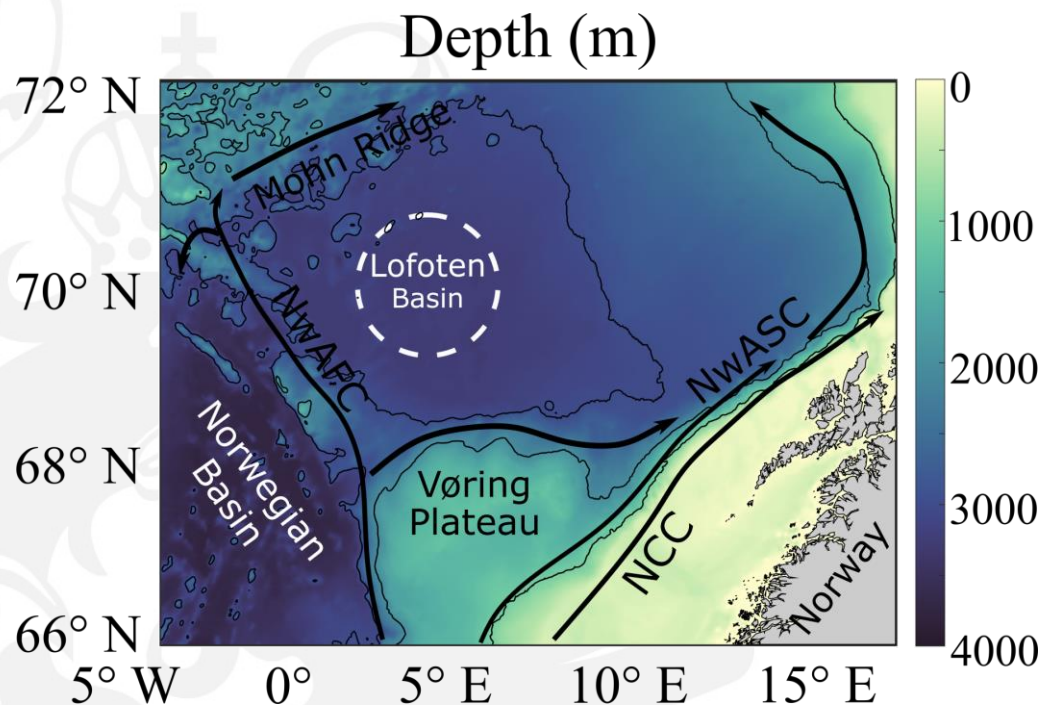 Depth (m)
72° N
70° N
68° N
66° N
5° W
0°
5° E
10° E
15° E
0
1000
2000
3000
4000
Mohn Ridge
Lofoten
Basin
NwAFC
NwASC
Norwegian
Basin
Vøring
Plateau
NCC
Norway